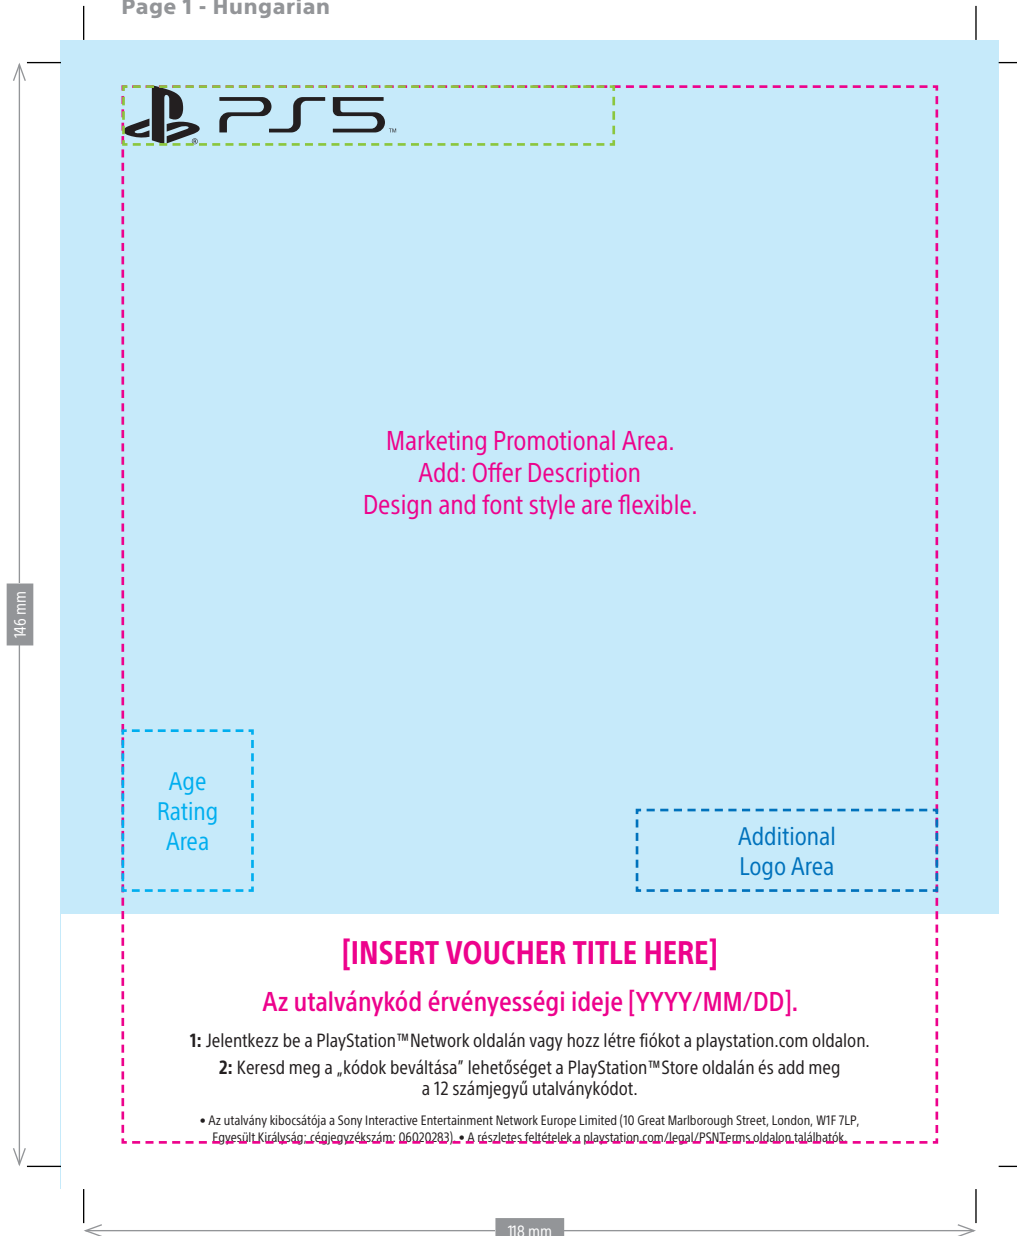 Page 1 - Hungarian
PS5™
®
Marketing Promotional Area.
Add: Offer Description
Design and font style are flexible.
146 mm
Age
Rating
Area
Additional
Logo Area
[INSERT VOUCHER TITLE HERE]
Az utalványkód érvényességi ideje [YYYY/MM/DD].
1: Jelentkezz be a PlayStation™Network oldalán vagy hozz létre fiókot a playstation.com oldalon.
2: Keresd meg a „kódok beváltása” lehetőséget a PlayStation™Store oldalán és add meg
a 12 számjegyű utalványkódot.
• Az utalvány kibocsátója a Sony Interactive Entertainment Network Europe Limited (10 Great Marlborough Street, London, W1F 7LP,
Egyesült Királyság; cégjegyzékszám: 06020283). • A részletes feltételek a playstation.com/legal/PSNTerms oldalon találhatók.
118 mm